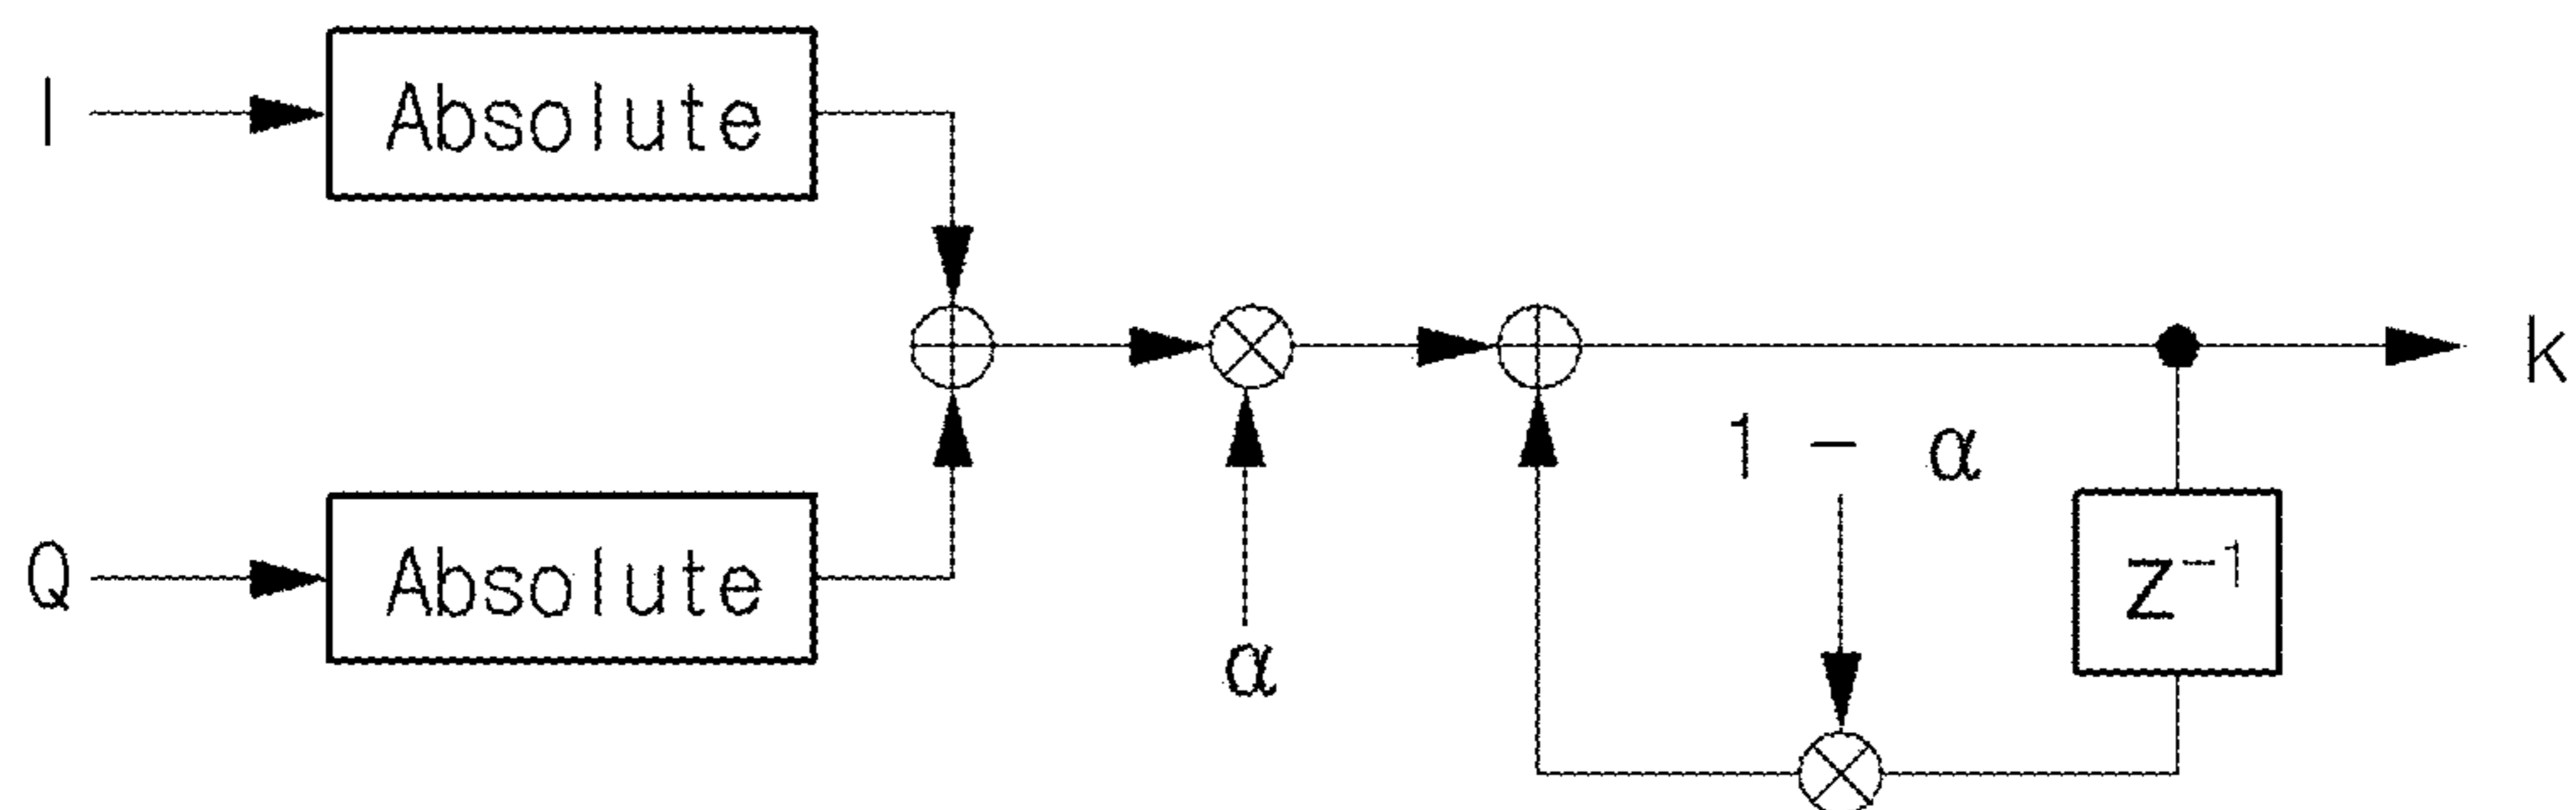 I
Absolute
k
1 - α
Q
Absolute
Z⁻¹
α